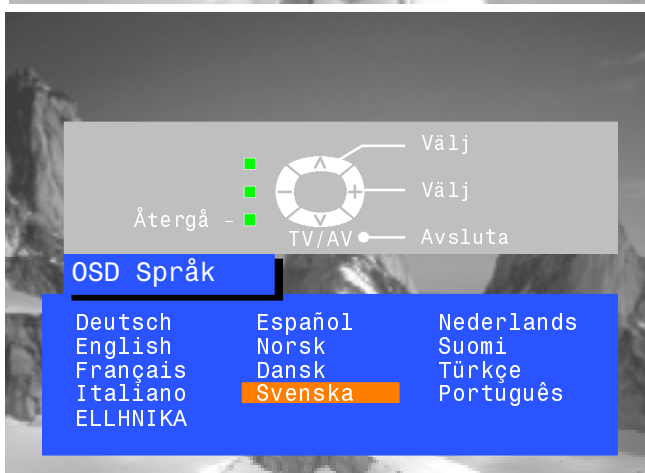 Välj
Välj
Återgå –
TV/AV
Avsluta
OSD Språk
Deutsch Español Nederlands
English Norsk Suomi
Français Dansk Türkçe
Italiano Svenska Português
ELLHNIKA